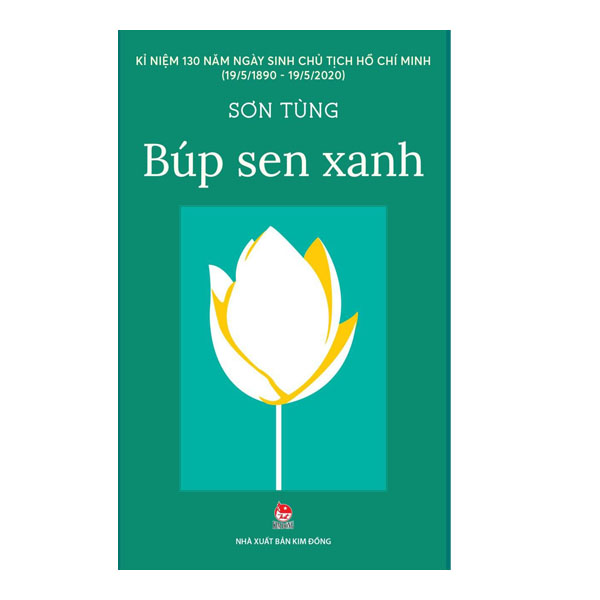 KỈ NIỆM 130 NĂM NGÀY SINH CHỦ TỊCH HỒ CHÍ MINH
(19/5/1890 - 19/5/2020)
SƠN TÙNG
Búp sen xanh
NHÀ XUẤT BẢN KIM ĐỒNG